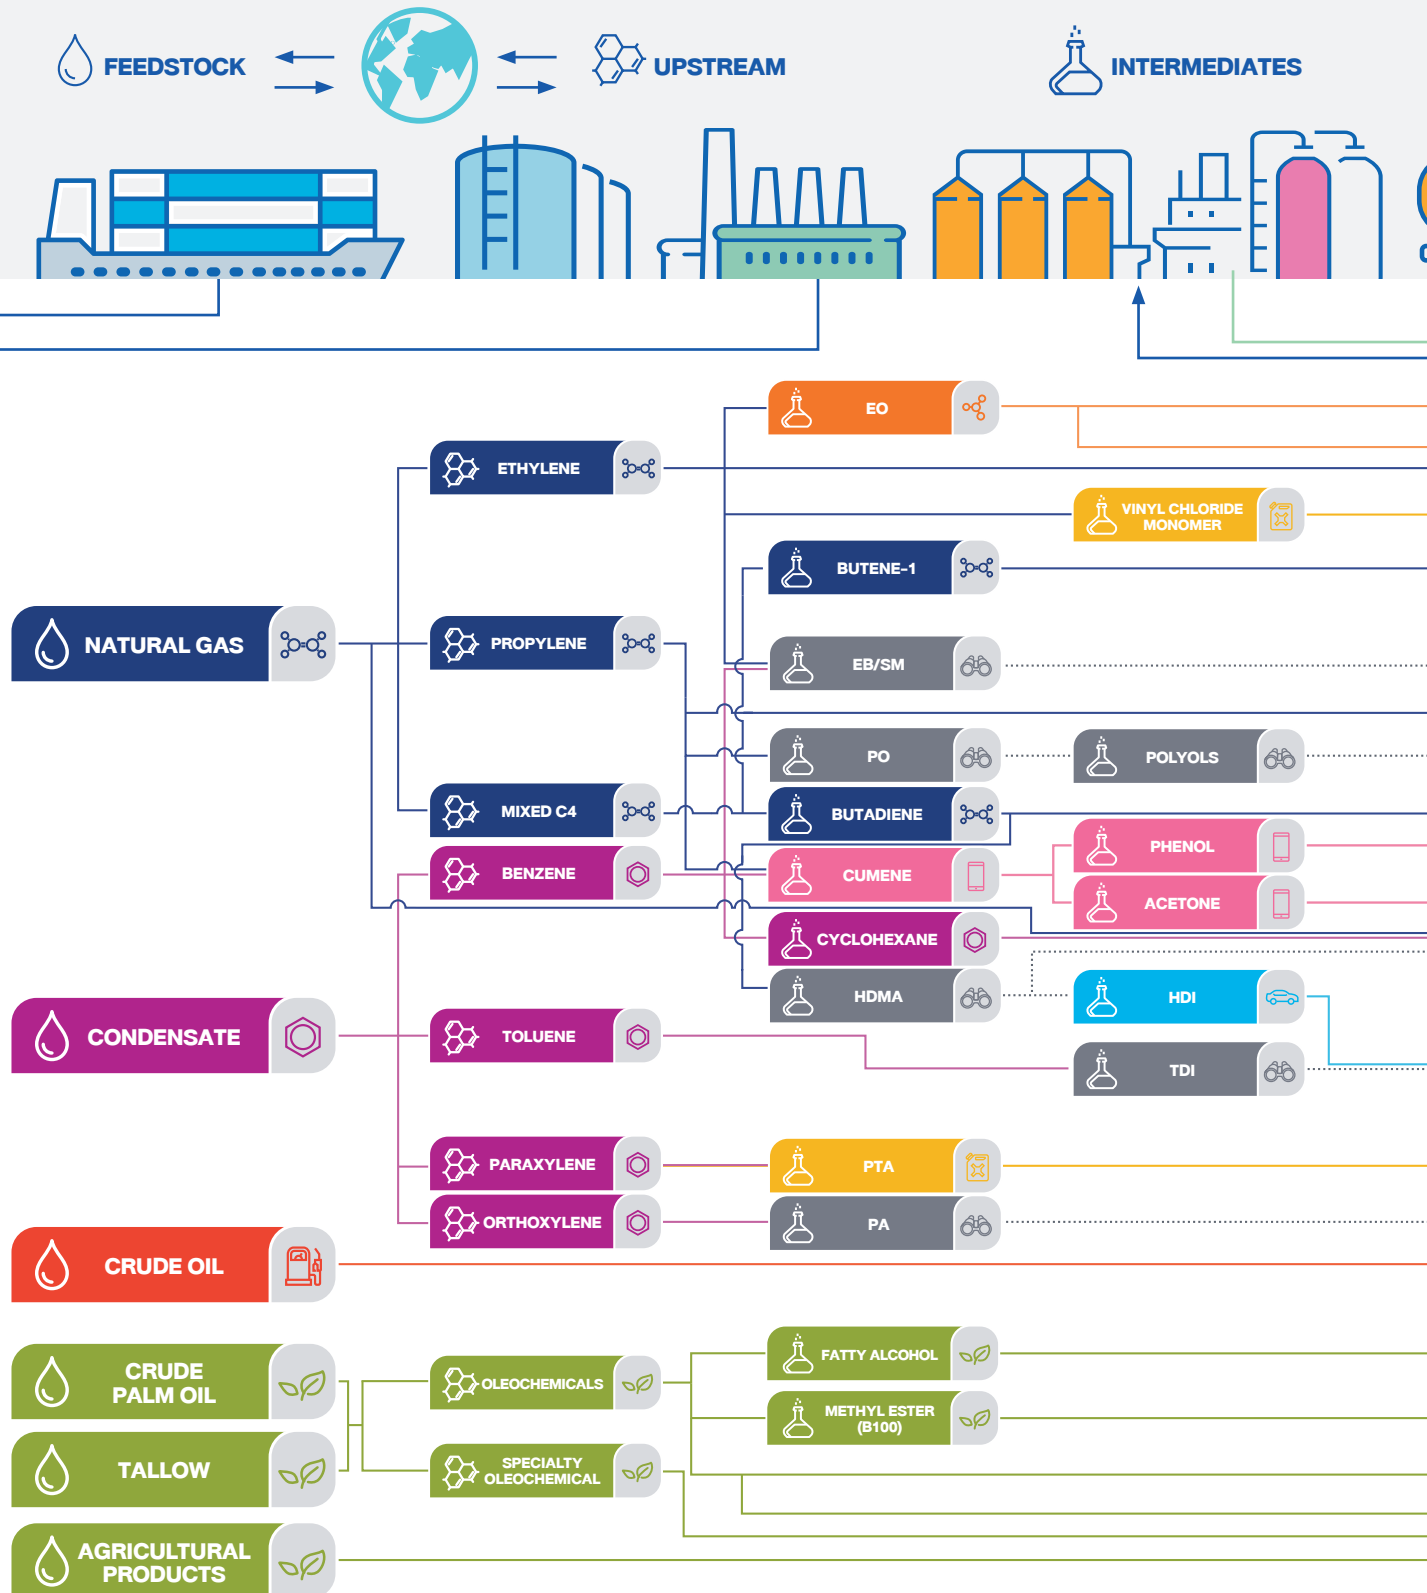 FEEDSTOCK
UPSTREAM
INTERMEDIATES
EO
ETHYLENE
VINYL CHLORIDE
MONOMER
BUTENE-1
NATURAL GAS
PROPYLENE
EB/SM
PO
POLYOLS
MIXED C4
BUTADIENE
PHENOL
BENZENE
CUMENE
ACETONE
CYCLOHEXANE
HDMA
HDI
CONDENSATE
TOLUENE
TDI
PARAXYLENE
PTA
ORTHOXYLENE
PA
CRUDE OIL
CRUDE
PALM OIL
OLEOCHEMICALS
FATTY ALCOHOL
METHYL ESTER
(B100)
TALLOW
SPECIALTY
OLEOCHEMICAL
AGRICULTURAL
PRODUCTS